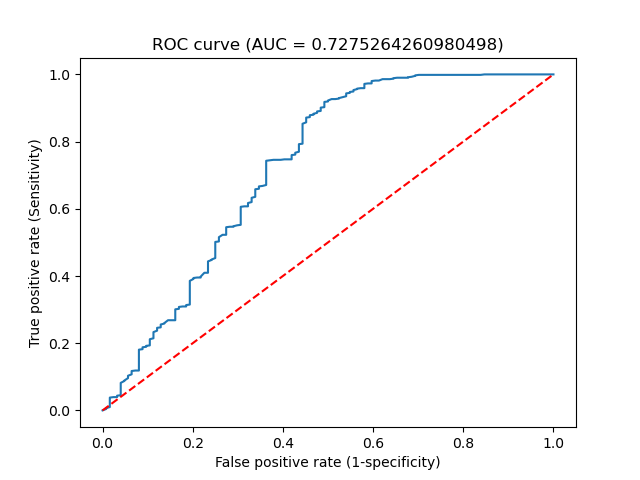 ROC curve (AUC = 0.7275264260980498)
True positive rate (Sensitivity)
1.0
0.8
0.6
0.4
0.2
0.0
0.0 0.2 0.4 0.6 0.8 1.0
False positive rate (1-specificity)